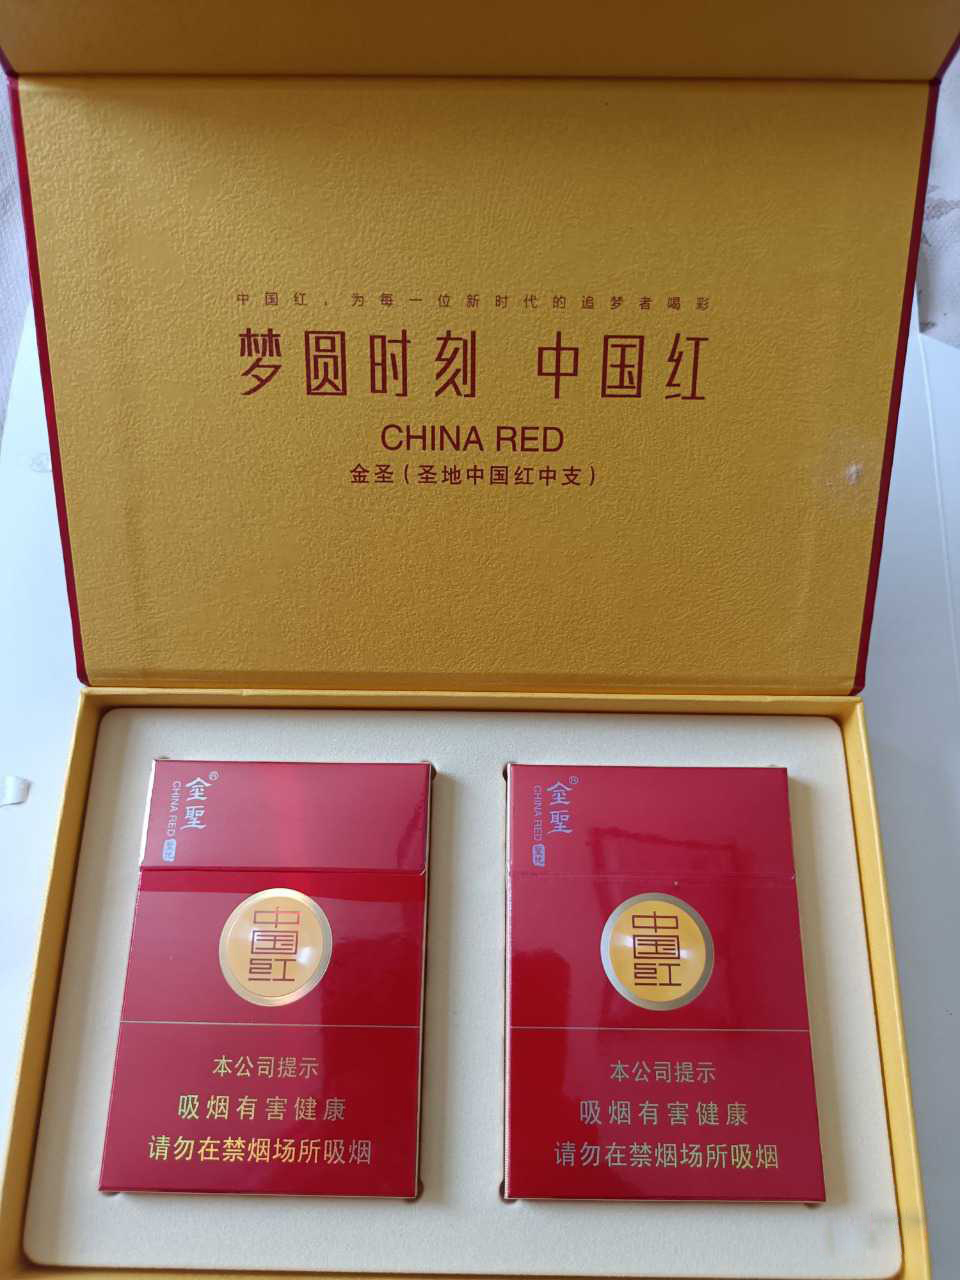 中国红，为每一位新时代的追梦者喝彩
梦圆时刻 中国红
CHINA RED
金圣（圣地中国红中支）
金聖®
CHINA RED
中国红
本公司提示
吸烟有害健康
请勿在禁烟场所吸烟
金聖®
CHINA RED
中国红
本公司提示
吸烟有害健康
请勿在禁烟场所吸烟